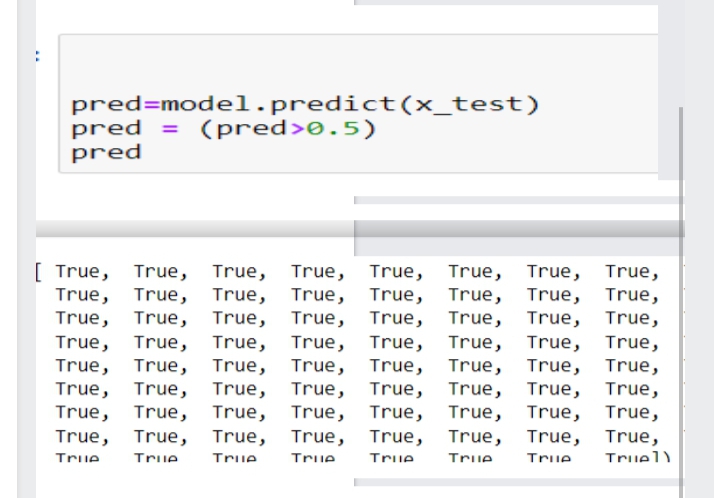 pred=model.predict(x_test)
pred = (pred>0.5)
pred
[ True, True, True, True, True, True, True, True,
True, True, True, True, True, True, True, True,
True, True, True, True, True, True, True, True,
True, True, True, True, True, True, True, True,
True, True, True, True, True, True, True, True,
True, True, True, True, True, True, True, True,
True, True, True, True, True, True, True, True,
True, True, True, True, True, True, True, True,
True True True True True True True True])